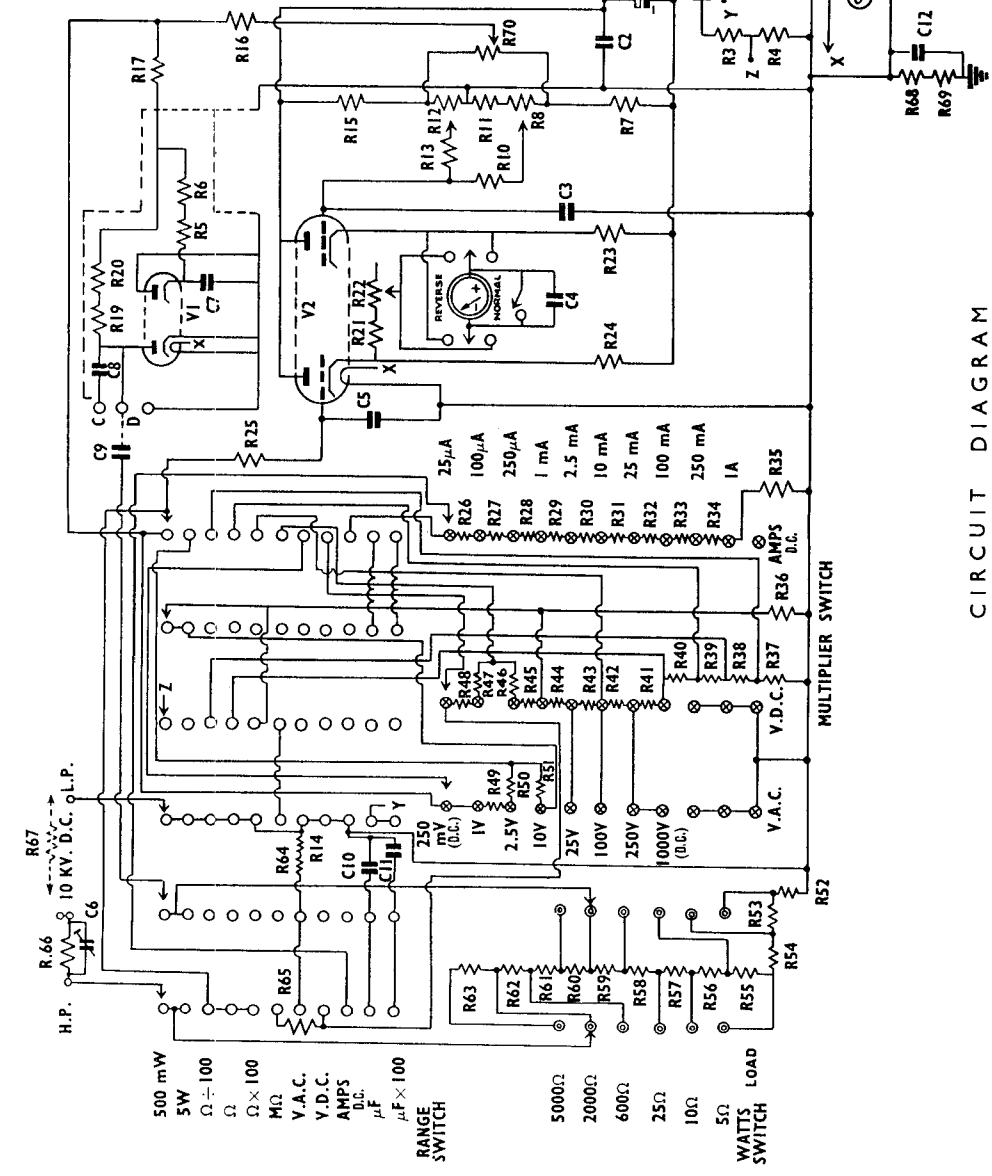 R67
10 KV. D.C.
L.P.
H.P.
R.66
C6
C9
C
D
C8
R19
R20
V1
X
C7
R5
R6
R17
R16
500 mW
5W
Ω÷100
Ω
Ω×100
MΩ
V.A.C.
V.D.C.
AMPS
D.C.
μF
μF×100
RANGE
SWITCH
R65
R64
R14
C10
C11
Y
Z
R25
C5
V2
X
R21
R22
REVERSE
NORMAL
- +
C4
R24
R23
C3
R13
R10
R15
R12
R11
R8
R7
R70
C2
R3
Y
Z
R4
X
C12
R68
R69
25μA
100μA
250μA
1 mA
2.5 mA
10 mA
25 mA
100 mA
250 mA
1A
R26
R27
R28
R29
R30
R31
R32
R33
R34
R35
AMPS
D.C.
R36
R48
R47
R46
R45
R44
R43
R42
R41
R40
R39
R38
R37
V.D.C.
MULTIPLIER SWITCH
250
mV
(D.C.)
1V
2.5V
10V
25V
100V
250V
1000V
(D.C.)
R49
R50
R51
V.A.C.
R52
R53
R54
R63
R62
R61
R60
R59
R58
R57
R56
R55
5000Ω
2000Ω
600Ω
25Ω
10Ω
5Ω
WATTS
SWITCH
LOAD
CIRCUIT DIAGRAM